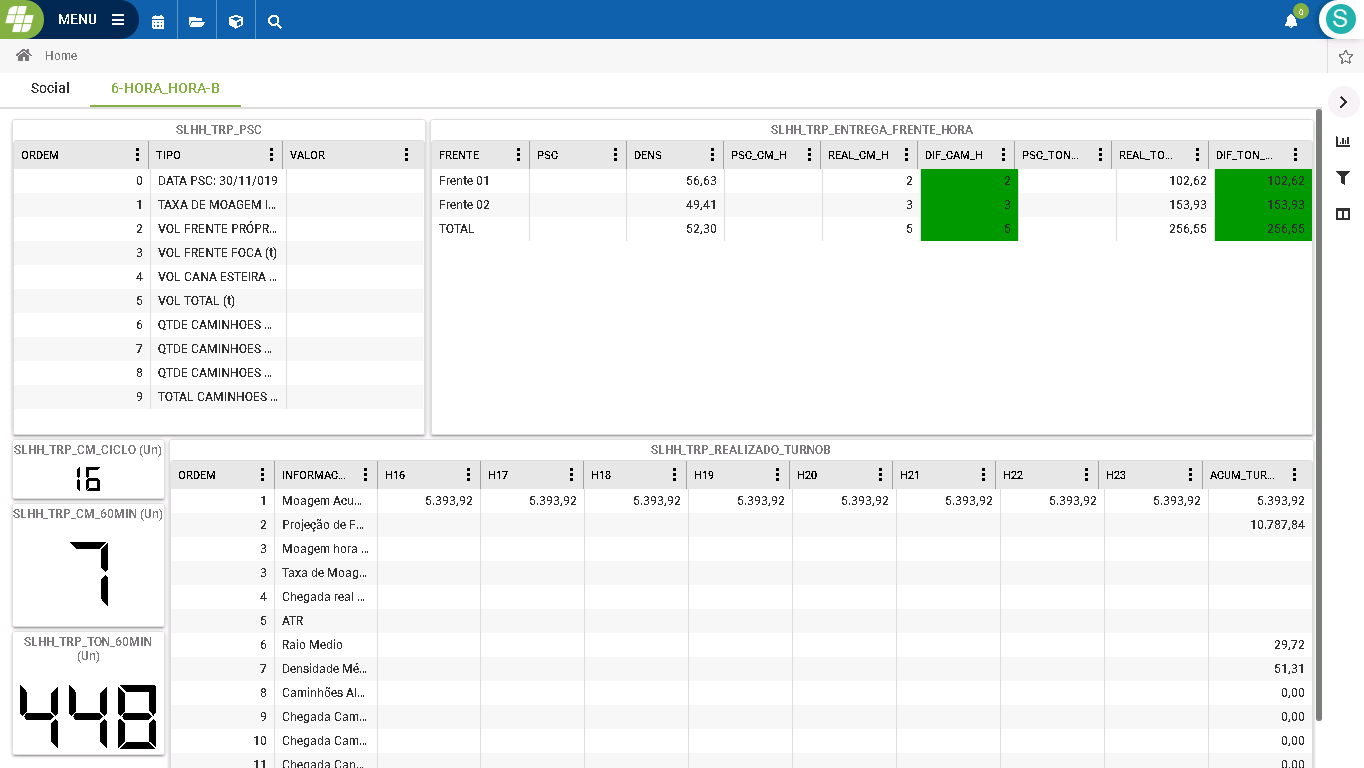 MENU
0
S
Home
Social 6-HORA_HORA-B
SLHH_TRP_PSC
ORDEM TIPO VALOR
0 DATA PSC: 30/11/019
1 TAXA DE MOAGEM I...
2 VOL FRENTE PRÓPR...
3 VOL FRENTE FOCA (t)
4 VOL CANA ESTEIRA ...
5 VOL TOTAL (t)
6 QTDE CAMINHOES ...
7 QTDE CAMINHOES ...
8 QTDE CAMINHOES ...
9 TOTAL CAMINHOES ...
SLHH_TRP_ENTREGA_FRENTE_HORA
FRENTE PSC DENS PSC_CM_H REAL_CM_H DIF_CAM_H PSC_TON... REAL_TO... DIF_TON_...
Frente 01 56,63 2 2 102,62 102,62
Frente 02 49,41 3 3 153,93 153,93
TOTAL 52,30 5 5 256,55 256,55
SLHH_TRP_CM_CICLO (Un)
16
SLHH_TRP_CM_60MIN (Un)
7
SLHH_TRP_TON_60MIN
(Un)
448
SLHH_TRP_REALIZADO_TURNOB
ORDEM INFORMAC... H16 H17 H18 H19 H20 H21 H22 H23 ACUM_TUR...
1 Moagem Acu... 5.393,92 5.393,92 5.393,92 5.393,92 5.393,92 5.393,92 5.393,92 5.393,92 5.393,92
2 Projeção de F... 10.787,84
3 Moagem hora ...
3 Taxa de Moag...
4 Chegada real ...
5 ATR
6 Raio Medio 29,72
7 Densidade Mé... 51,31
8 Caminhões Al... 0,00
9 Chegada Cam... 0,00
10 Chegada Cam... 0,00
11 Chegada Can... 0,00